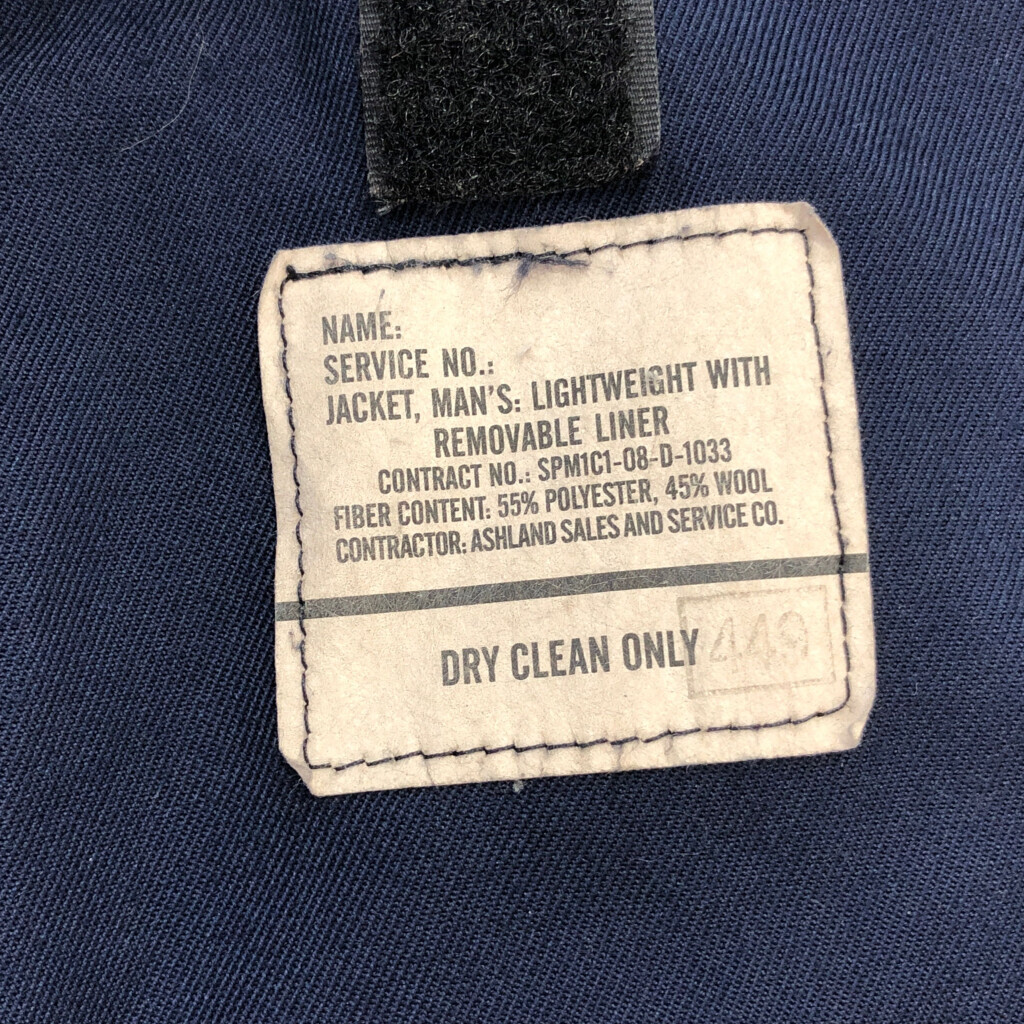 NAME:
SERVICE NO.:
JACKET, MAN'S: LIGHTWEIGHT WITH
REMOVABLE LINER
CONTRACT NO.: SPM1C1-08-D-1033
FIBER CONTENT: 55% POLYESTER, 45% WOOL
CONTRACTOR: ASHLAND SALES AND SERVICE CO.
DRY CLEAN ONLY
449